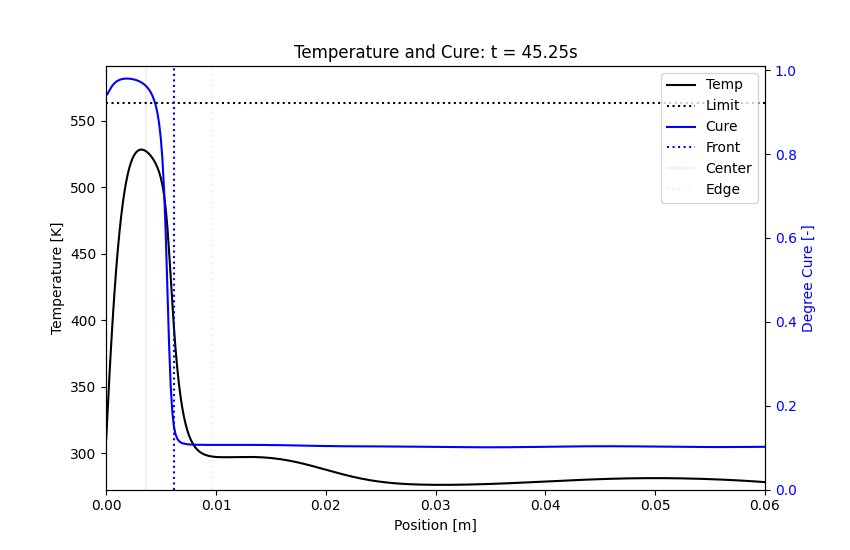 Temperature and Cure: t = 45.25s
Temp
Limit
Cure
Front
Center
Edge
Temperature [K]
550
500
450
400
350
300
Degree Cure [-]
1.0
0.8
0.6
0.4
0.2
0.0
0.00 0.01 0.02 0.03 0.04 0.05 0.06
Position [m]